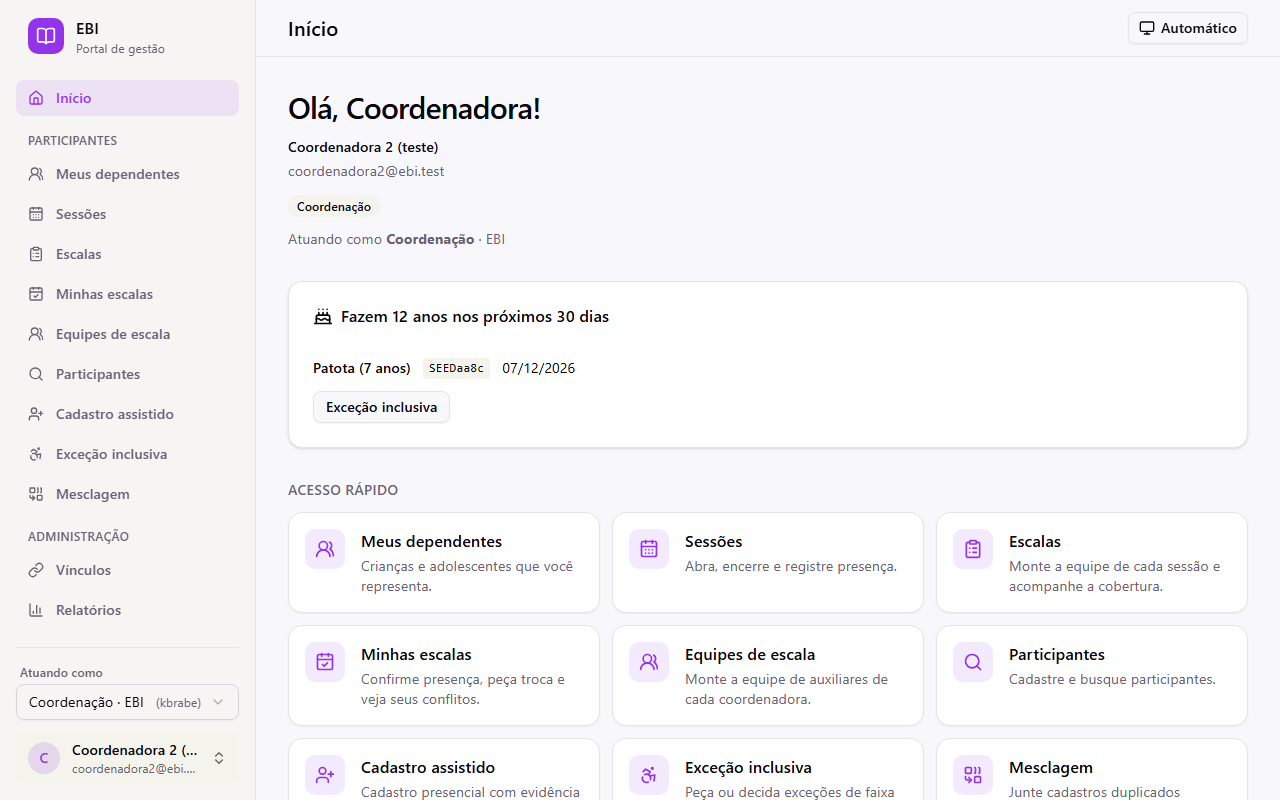 EBI
Portal de gestão
Início
PARTICIPANTES
Meus dependentes
Sessões
Escalas
Minhas escalas
Equipes de escala
Participantes
Cadastro assistido
Exceção inclusiva
Mesclagem
ADMINISTRAÇÃO
Vínculos
Relatórios
Atuando como
Coordenação · EBI (kbrabe)
C
Coordenadora 2 (...
coordenadora2@ebi....
Início
Automático
Olá, Coordenadora!
Coordenadora 2 (teste)
coordenadora2@ebi.test
Coordenação
Atuando como Coordenação · EBI
Fazem 12 anos nos próximos 30 dias
Patota (7 anos) SEEDaa8c 07/12/2026
Exceção inclusiva
ACESSO RÁPIDO
Meus dependentes
Crianças e adolescentes que você
representa.
Sessões
Abra, encerre e registre presença.
Escalas
Monte a equipe de cada sessão e
acompanhe a cobertura.
Minhas escalas
Confirme presença, peça troca e
veja seus conflitos.
Equipes de escala
Monte a equipe de auxiliares de
cada coordenadora.
Participantes
Cadastre e busque participantes.
Cadastro assistido
Cadastro presencial com evidência
Exceção inclusiva
Peça ou decida exceções de faixa
Mesclagem
Junte cadastros duplicados